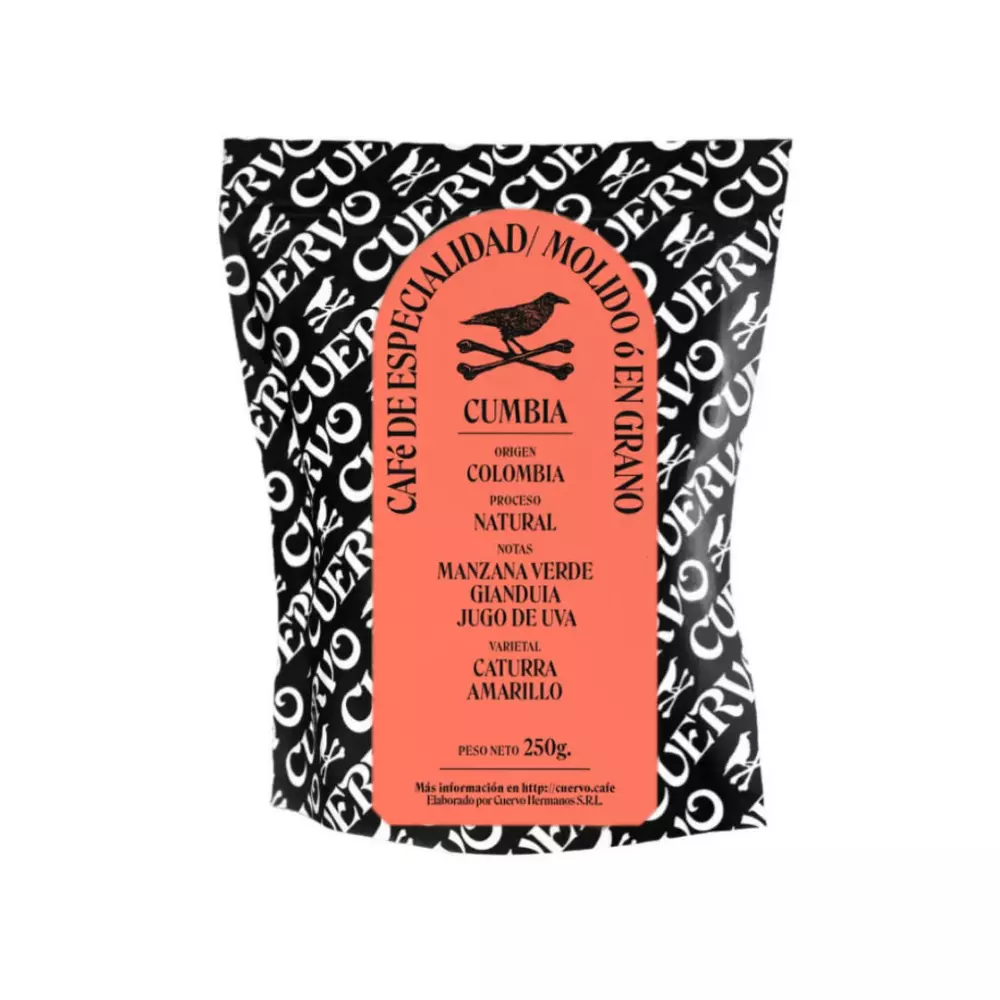 CUERVO
CAFé DE ESPECIALIDAD/ MOLIDO ó EN GRANO
CUMBIA
ORIGEN
COLOMBIA
PROCESO
NATURAL
NOTAS
MANZANA VERDE
GIANDUIA
JUGO DE UVA
VARIETAL
CATURRA
AMARILLO
PESO NETO 250g.
Más información en http://cuervo.cafe
Elaborado por Cuervo Hermanos S.R.L.